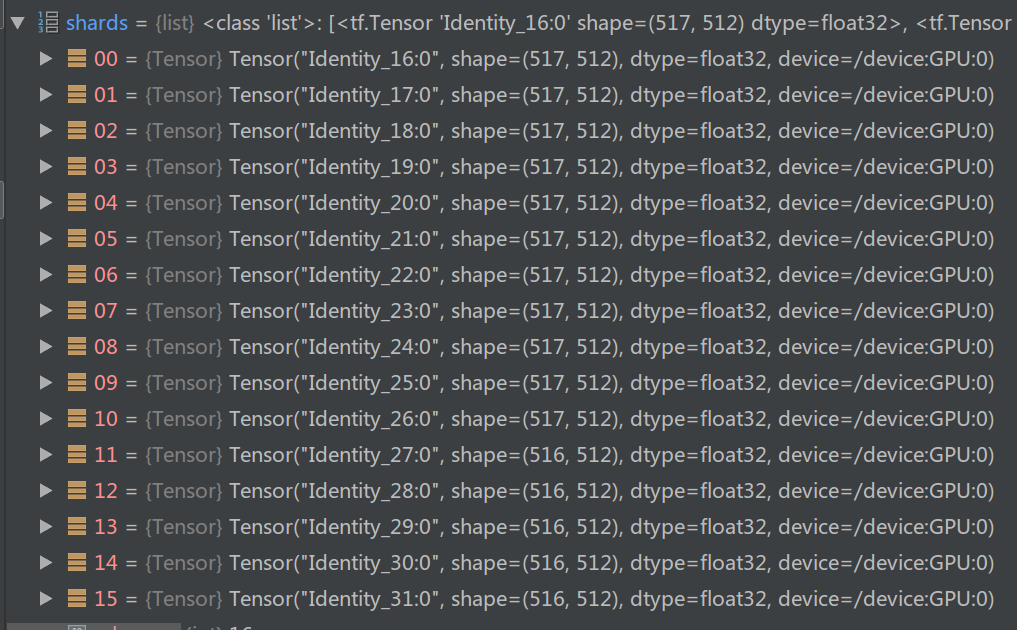 shards = {list} <class 'list'>: [<tf.Tensor 'Identity_16:0' shape=(517, 512) dtype=float32>, <tf.Tensor
00 = {Tensor} Tensor("Identity_16:0", shape=(517, 512), dtype=float32, device=/device:GPU:0)
01 = {Tensor} Tensor("Identity_17:0", shape=(517, 512), dtype=float32, device=/device:GPU:0)
02 = {Tensor} Tensor("Identity_18:0", shape=(517, 512), dtype=float32, device=/device:GPU:0)
03 = {Tensor} Tensor("Identity_19:0", shape=(517, 512), dtype=float32, device=/device:GPU:0)
04 = {Tensor} Tensor("Identity_20:0", shape=(517, 512), dtype=float32, device=/device:GPU:0)
05 = {Tensor} Tensor("Identity_21:0", shape=(517, 512), dtype=float32, device=/device:GPU:0)
06 = {Tensor} Tensor("Identity_22:0", shape=(517, 512), dtype=float32, device=/device:GPU:0)
07 = {Tensor} Tensor("Identity_23:0", shape=(517, 512), dtype=float32, device=/device:GPU:0)
08 = {Tensor} Tensor("Identity_24:0", shape=(517, 512), dtype=float32, device=/device:GPU:0)
09 = {Tensor} Tensor("Identity_25:0", shape=(517, 512), dtype=float32, device=/device:GPU:0)
10 = {Tensor} Tensor("Identity_26:0", shape=(517, 512), dtype=float32, device=/device:GPU:0)
11 = {Tensor} Tensor("Identity_27:0", shape=(516, 512), dtype=float32, device=/device:GPU:0)
12 = {Tensor} Tensor("Identity_28:0", shape=(516, 512), dtype=float32, device=/device:GPU:0)
13 = {Tensor} Tensor("Identity_29:0", shape=(516, 512), dtype=float32, device=/device:GPU:0)
14 = {Tensor} Tensor("Identity_30:0", shape=(516, 512), dtype=float32, device=/device:GPU:0)
15 = {Tensor} Tensor("Identity_31:0", shape=(516, 512), dtype=float32, device=/device:GPU:0)